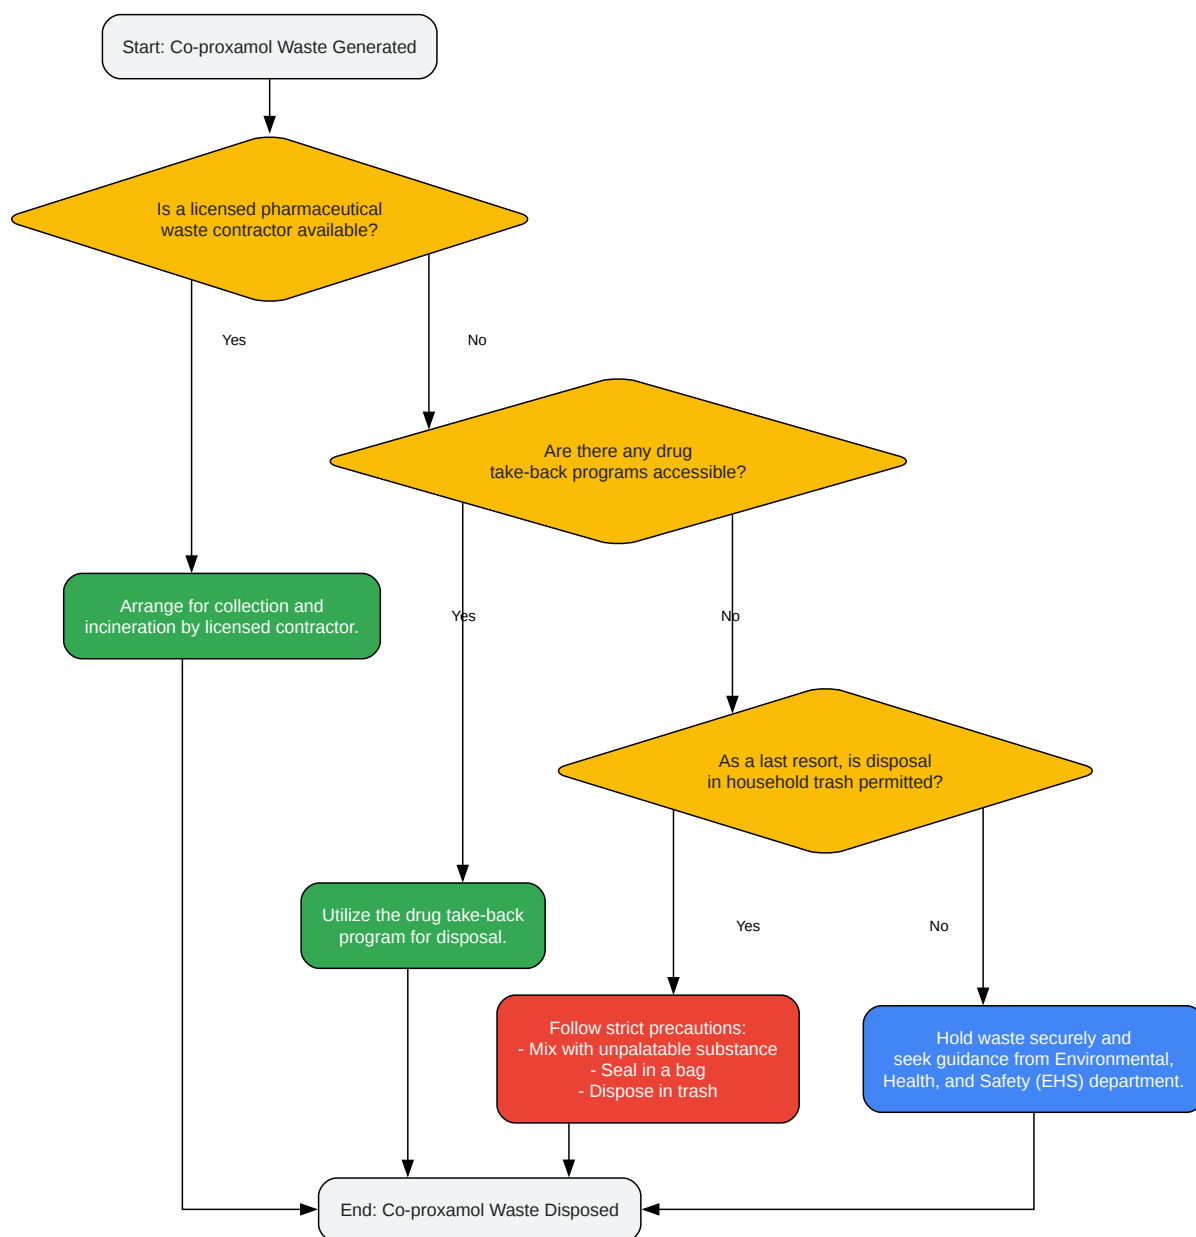 Start: Co-proxamol Waste Generated
Is a licensed pharmaceutical
waste contractor available?
Yes
No
Are there any drug
take-back programs accessible?
Arrange for collection and
incineration by licensed contractor.
Yes
No
As a last resort, is disposal
in household trash permitted?
Utilize the drug take-back
program for disposal.
Yes
No
Follow strict precautions:
- Mix with unpalatable substance
- Seal in a bag
- Dispose in trash
Hold waste securely and
seek guidance from Environmental,
Health, and Safety (EHS) department.
End: Co-proxamol Waste Disposed